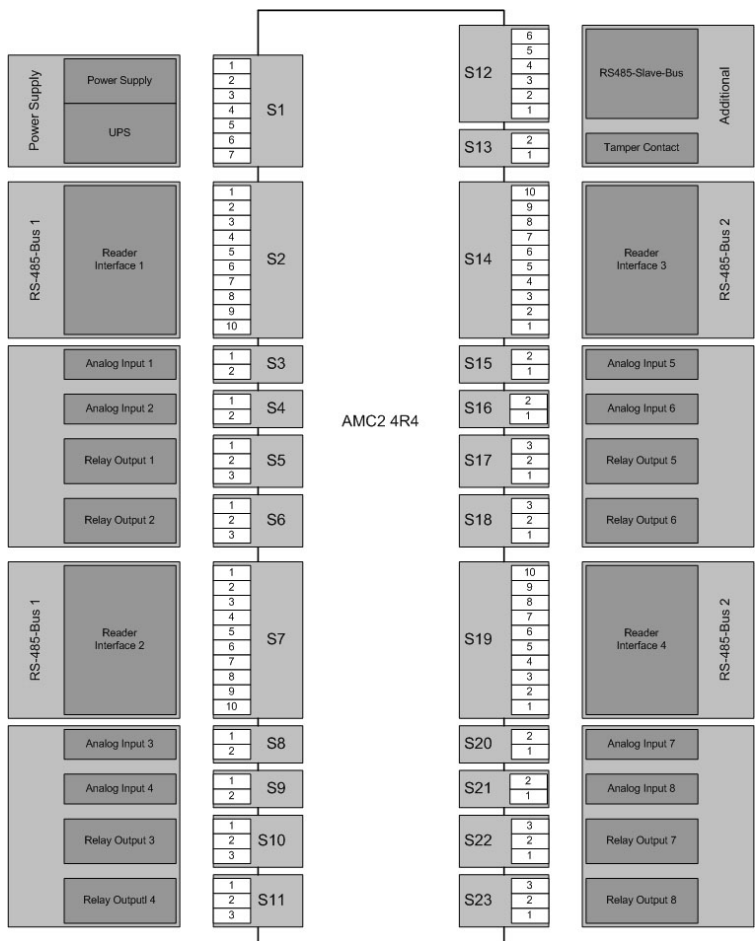 Power Supply
Power Supply
UPS
1
2
3
4
5
6
7
S1
RS-485-Bus 1
Reader
Interface 1
1
2
3
4
5
6
7
8
9
10
S2
Analog Input 1
1
2
S3
Analog Input 2
1
2
S4
Relay Output 1
1
2
3
S5
Relay Output 2
1
2
3
S6
RS-485-Bus 1
Reader
Interface 2
1
2
3
4
5
6
7
8
9
10
S7
Analog Input 3
1
2
S8
Analog Input 4
1
2
S9
Relay Output 3
1
2
3
S10
Relay Outputl 4
1
2
3
S11
AMC2 4R4
S12
6
5
4
3
2
1
RS485-Slave-Bus
Additional
S13
2
1
Tamper Contact
S14
10
9
8
7
6
5
4
3
2
1
Reader
Interface 3
RS-485-Bus 2
S15
2
1
Analog Input 5
S16
2
1
Analog Input 6
S17
3
2
1
Relay Output 5
S18
3
2
1
Relay Output 6
S19
10
9
8
7
6
5
4
3
2
1
Reader
Interface 4
RS-485-Bus 2
S20
2
1
Analog Input 7
S21
2
1
Analog Input 8
S22
3
2
1
Relay Output 7
S23
3
2
1
Relay Output 8